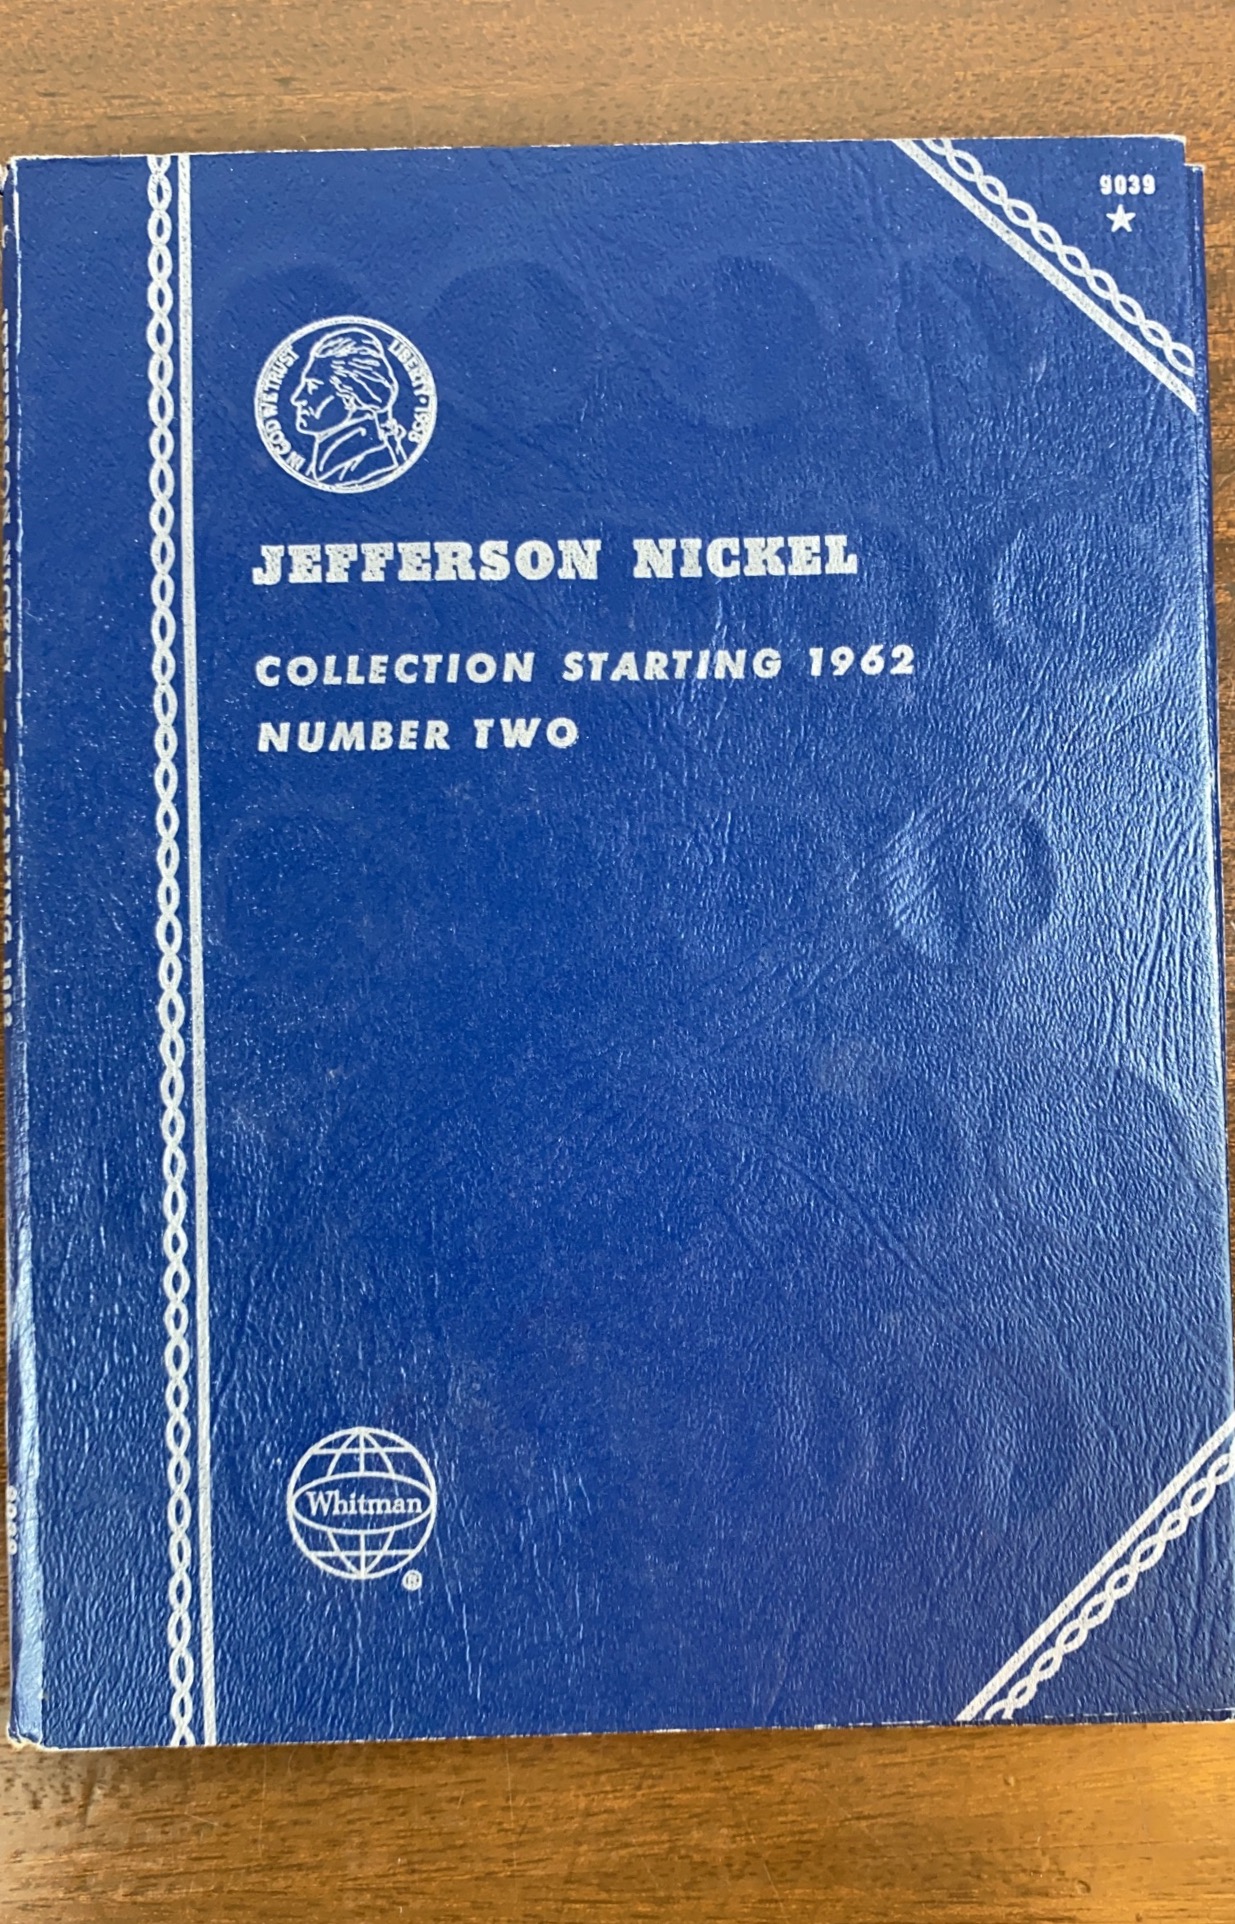 9039
IN GOD WE TRUST
LIBERTY · 1938
JEFFERSON NICKEL
COLLECTION STARTING 1962
NUMBER TWO
Whitman
®